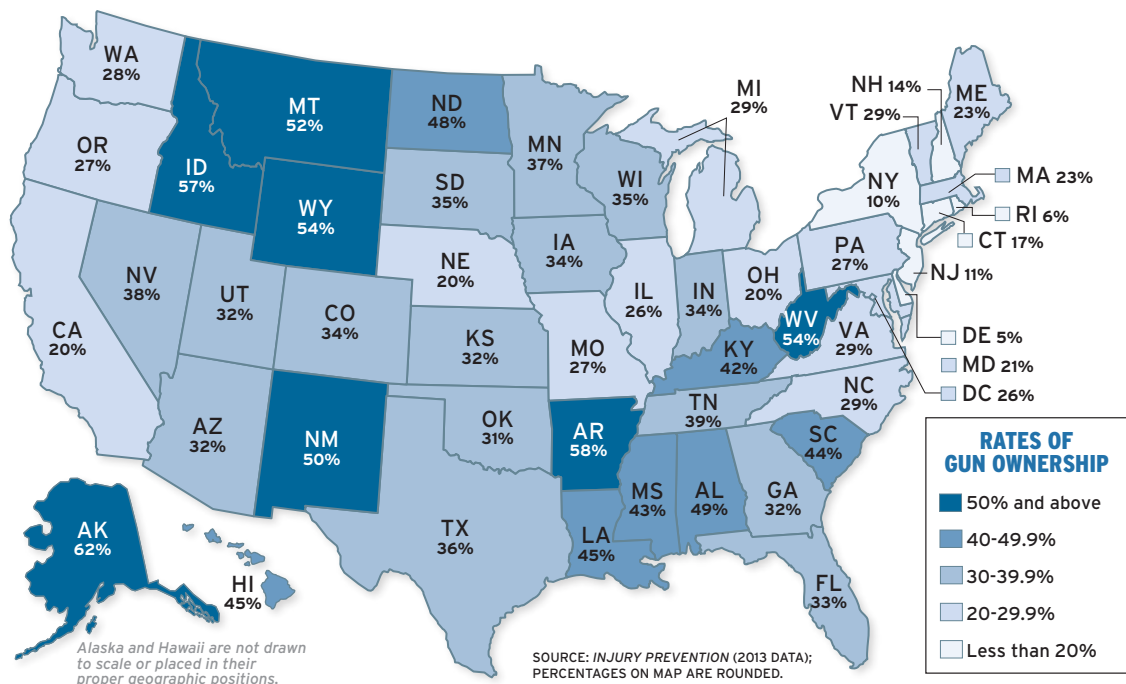 WA
28%
OR
27%
CA
20%
ID
57%
NV
38%
MT
52%
WY
54%
UT
32%
AZ
32%
CO
34%
NM
50%
ND
48%
SD
35%
NE
20%
KS
32%
OK
31%
TX
36%
MN
37%
IA
34%
MO
27%
AR
58%
LA
45%
WI
35%
IL
26%
MI
29%
IN
34%
OH
20%
KY
42%
TN
39%
MS
43%
AL
49%
GA
32%
FL
33%
SC
44%
NC
29%
VA
29%
WV
54%
PA
27%
NY
10%
NH 14%
VT 29%
ME
23%
MA 23%
RI 6%
CT 17%
NJ 11%
DE 5%
MD 21%
DC 26%
AK
62%
HI
45%
Alaska and Hawaii are not drawn
to scale or placed in their
proper geographic positions.
SOURCE: INJURY PREVENTION (2013 DATA);
PERCENTAGES ON MAP ARE ROUNDED.
RATES OF
GUN OWNERSHIP
50% and above
40-49.9%
30-39.9%
20-29.9%
Less than 20%